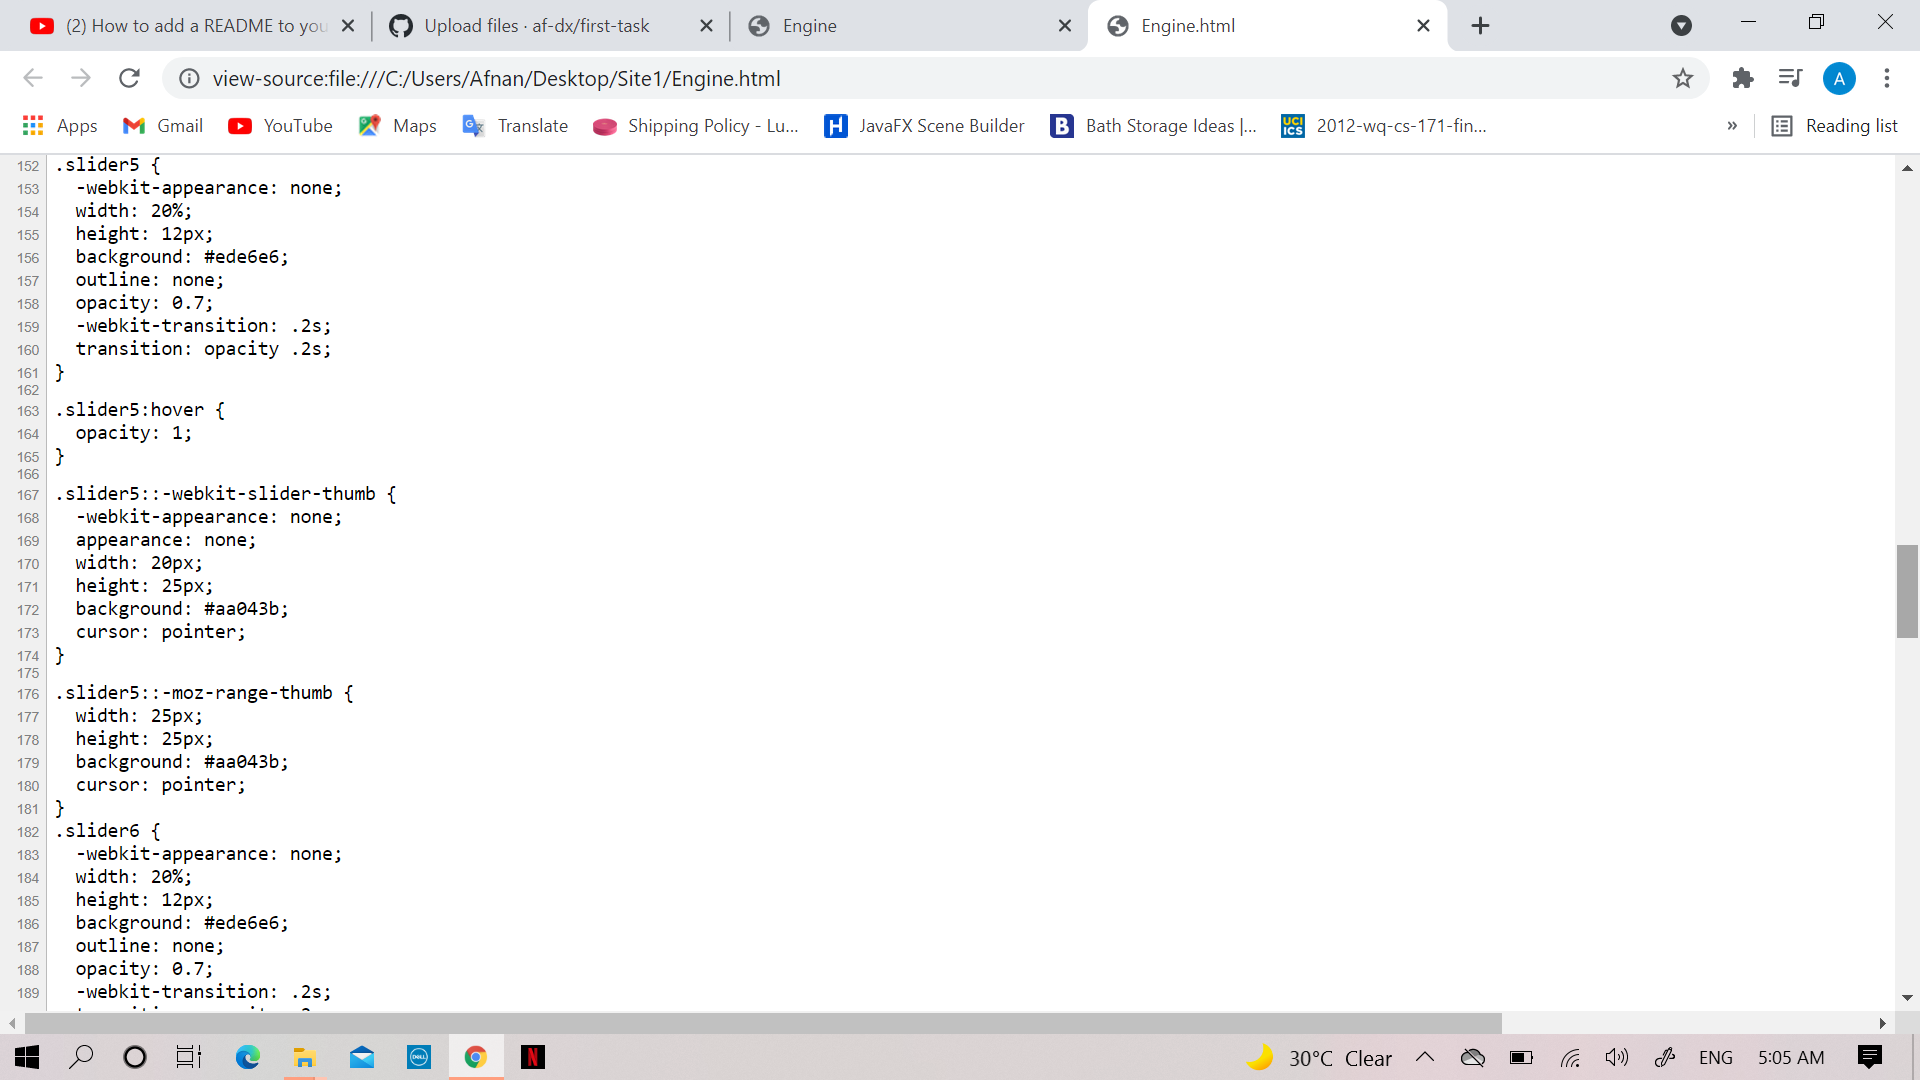 (2) How to add a README to you
Upload files · af-dx/first-task
Engine
Engine.html
view-source:file:///C:/Users/Afnan/Desktop/Site1/Engine.html
A
Apps
Gmail
YouTube
Maps
Translate
Shipping Policy - Lu...
H
JavaFX Scene Builder
B
Bath Storage Ideas |...
UCI
ICS
2012-wq-cs-171-fin...
»
Reading list
152 .slider5 {
153 -webkit-appearance: none;
154 width: 20%;
155 height: 12px;
156 background: #ede6e6;
157 outline: none;
158 opacity: 0.7;
159 -webkit-transition: .2s;
160 transition: opacity .2s;
161 }
162
163 .slider5:hover {
164 opacity: 1;
165 }
166
167 .slider5::-webkit-slider-thumb {
168 -webkit-appearance: none;
169 appearance: none;
170 width: 20px;
171 height: 25px;
172 background: #aa043b;
173 cursor: pointer;
174 }
175
176 .slider5::-moz-range-thumb {
177 width: 25px;
178 height: 25px;
179 background: #aa043b;
180 cursor: pointer;
181 }
182 .slider6 {
183 -webkit-appearance: none;
184 width: 20%;
185 height: 12px;
186 background: #ede6e6;
187 outline: none;
188 opacity: 0.7;
189 -webkit-transition: .2s;
DELL
N
30°C Clear
ENG
5:05 AM